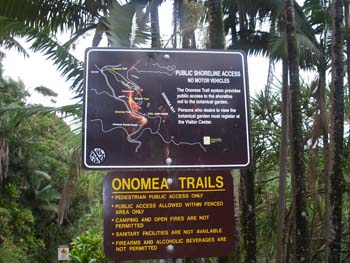 PUBLIC SHORELINE ACCESS
NO MOTOR VEHICLES
The Onomea Trail system provides
public access to the shoreline
not to the botanical garden.
Persons who desire to view the
botanical garden must register at
the Visitor Center.
ONOMEA TRAILS
• PEDESTRIAN PUBLIC ACCESS ONLY
• PUBLIC ACCESS ALLOWED WITHIN FENCED
AREA ONLY
• CAMPING AND OPEN FIRES ARE NOT
PERMITTED
• SANITARY FACILITIES ARE NOT AVAILABLE
• FIREARMS AND ALCOHOLIC BEVERAGES ARE
NOT PERMITTED